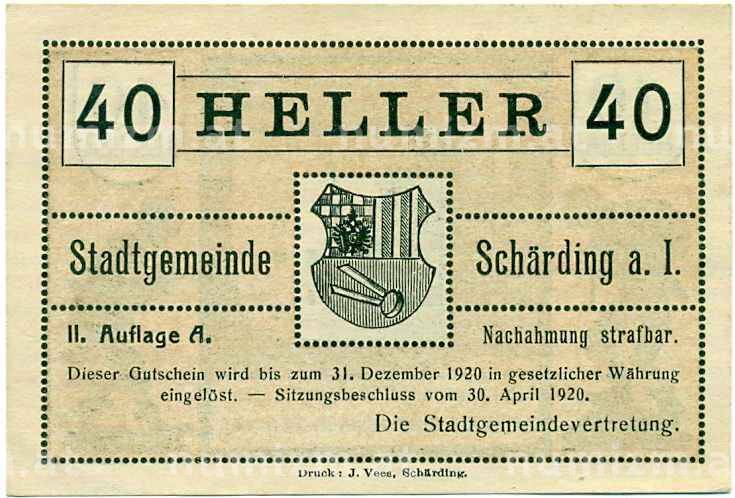 40 HELLER 40
Stadtgemeinde Schärding a. I.
II. Auflage A. Nachahmung strafbar.
Dieser Gutschein wird bis zum 31. Dezember 1920 in gesetzlicher Währung
eingelöst. — Sitzungsbeschluss vom 30. April 1920.
Die Stadtgemeindevertretung.
Druck: J. Vees, Schärding.